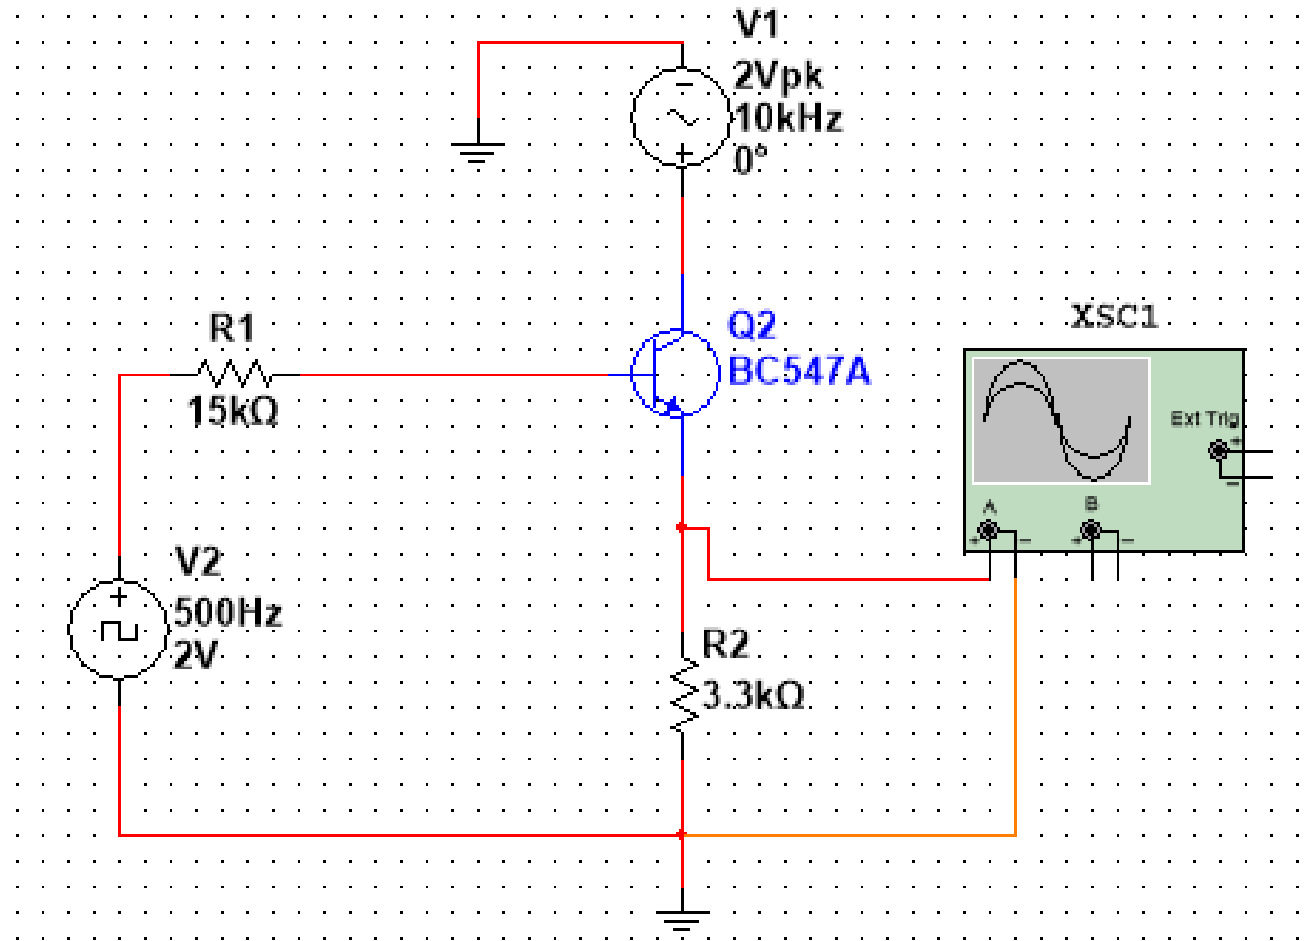 V1
2Vpk
10kHz
0°
R1
15kΩ
Q2
BC547A
XSC1
Ext Trig
A
B
V2
500Hz
2V
R2
3.3kΩ